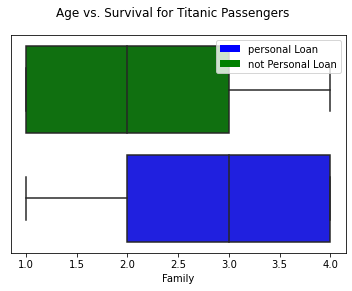 Age vs. Survival for Titanic Passengers
personal Loan
not Personal Loan
1.0 1.5 2.0 2.5 3.0 3.5 4.0
Family